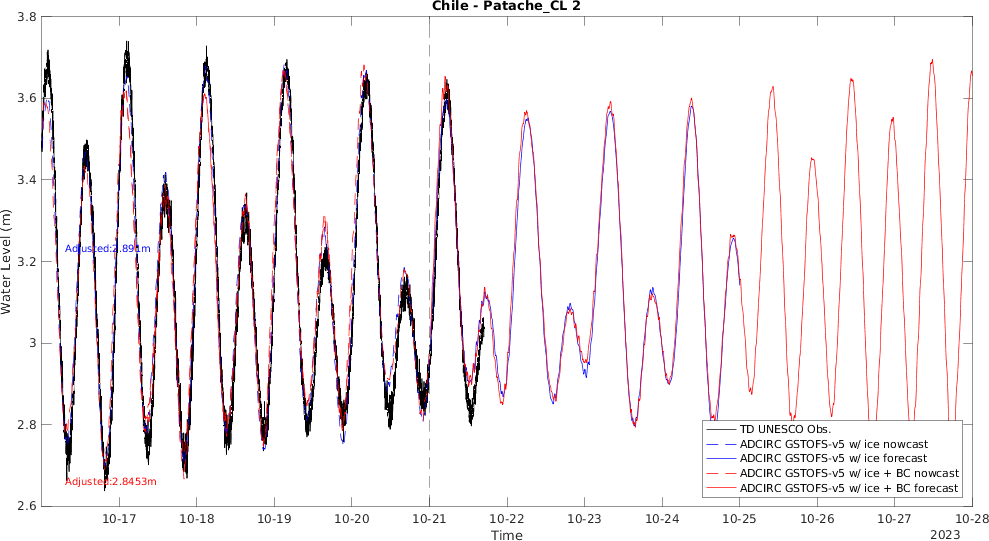 Chile - Patache_CL 2
3.8
3.6
3.4
3.2
3
2.8
2.6
Water Level (m)
Adjusted:2.891m
Adjusted:2.8453m
TD UNESCO Obs.
ADCIRC GSTOFS-v5 w/ ice nowcast
ADCIRC GSTOFS-v5 w/ ice forecast
ADCIRC GSTOFS-v5 w/ ice + BC nowcast
ADCIRC GSTOFS-v5 w/ ice + BC forecast
10-17 10-18 10-19 10-20 10-21 10-22 10-23 10-24 10-25 10-26 10-27 10-28
Time
2023